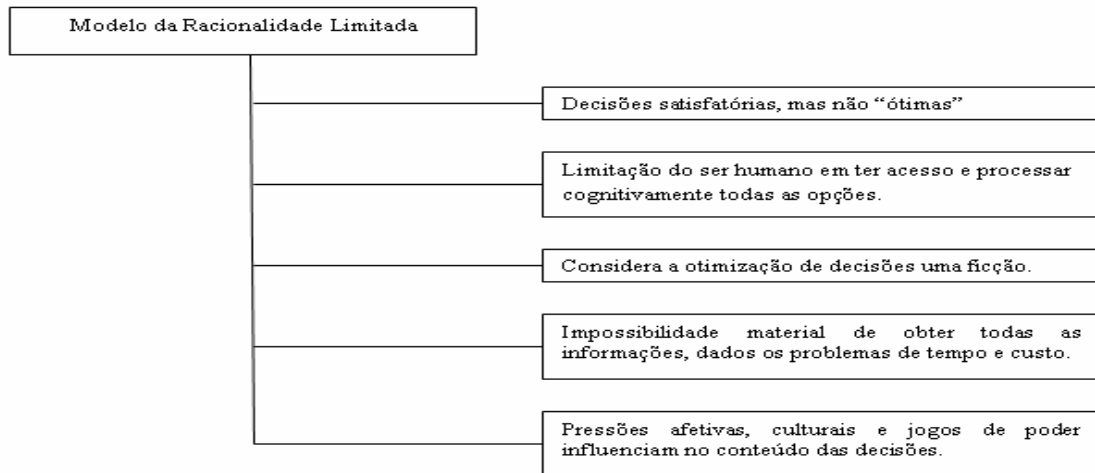 Modelo da Racionalidade Limitada
Decisões satisfatórias, mas não “ótimas”
Limitação do ser humano em ter acesso e processar
cognitivamente todas as opções.
Considera a otimização de decisões uma ficção.
Impossibilidade material de obter todas as
informações, dados os problemas de tempo e custo.
Pressões afetivas, culturais e jogos de poder
influenciam no conteúdo das decisões.